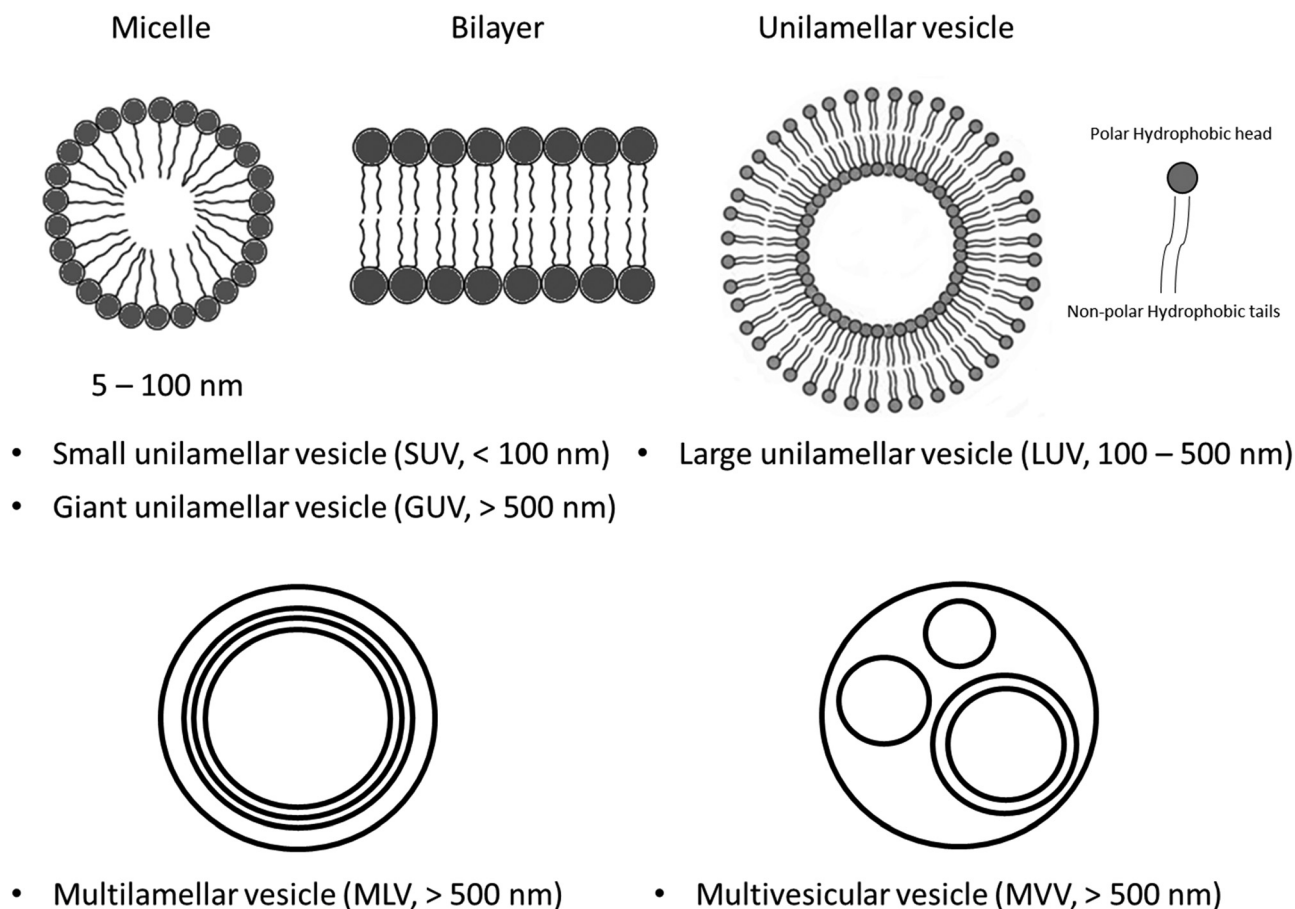 Micelle
Bilayer
Unilamellar vesicle
Polar Hydrophobic head
Non-polar Hydrophobic tails
5 – 100 nm
• Small unilamellar vesicle (SUV, < 100 nm)
• Large unilamellar vesicle (LUV, 100 – 500 nm)
• Giant unilamellar vesicle (GUV, > 500 nm)
• Multilamellar vesicle (MLV, > 500 nm)
• Multivesicular vesicle (MVV, > 500 nm)